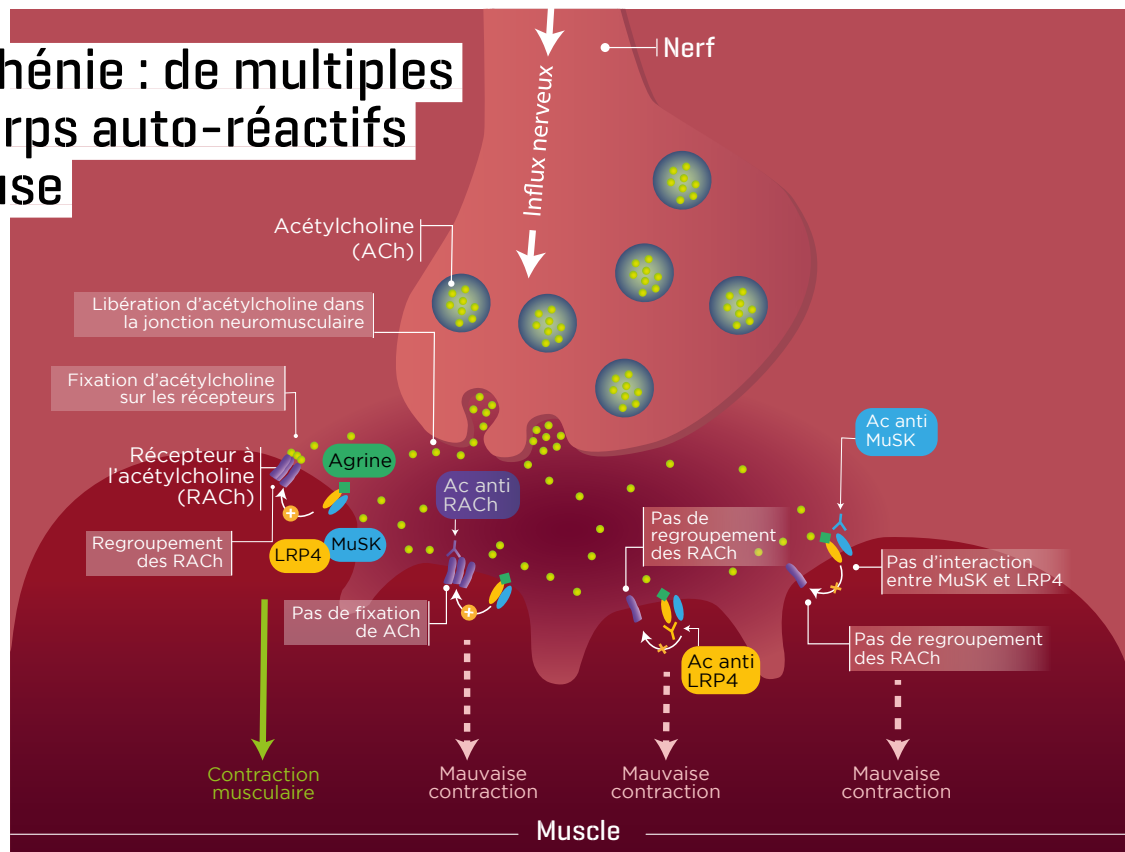 hénie : de multiples
rps auto-réactifs
use
Nerf
Influx nerveux
Acétylcholine
(ACh)
Libération d’acétylcholine dans
la jonction neuromusculaire
Fixation d’acétylcholine
sur les récepteurs
Récepteur à
l’acétylcholine
(RACh)
Agrine
Regroupement
des RACh
LRP4
MuSK
Ac anti
RACh
Pas de fixation
de ACh
Pas de
regroupement
des RACh
Ac anti
LRP4
Ac anti
MuSK
Pas d’interaction
entre MuSK et LRP4
Pas de regroupement
des RACh
Contraction
musculaire
Mauvaise
contraction
Mauvaise
contraction
Mauvaise
contraction
Muscle